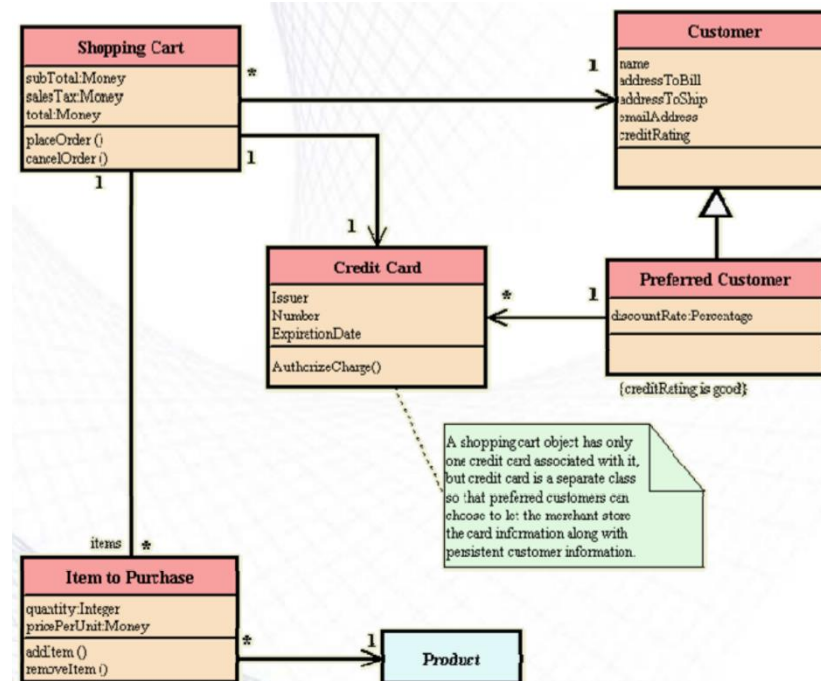 Shopping Cart
subTotal:Money
salesTax:Money
total:Money
placeOrder ()
cancelOrder ()
*
1
1
1
1
Customer
name
addressToBill
addressToShip
emailAddress
creditRating
Credit Card
Issuer
Number
ExpiretionDate
AuthorizeCharge()
*
1
Preferred Customer
discountRate:Percentage
{creditRating is good}
A shopping cart object has only
one credit card associated with it,
but credit card is a separate class
so that preferred customers can
choose to let the merchant store
the card information along with
persistent customer information.
items
*
Item to Purchase
quantity:Integer
pricePerUnit:Money
addItem ()
removeItem ()
*
1
Product